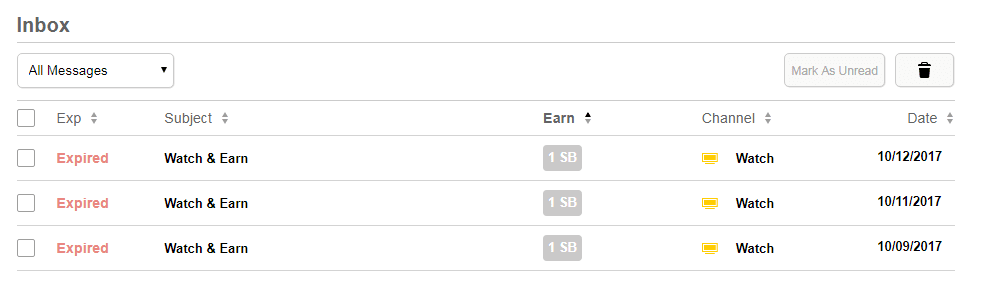 Inbox
All Messages Mark As Unread
Exp Subject Earn Channel Date
Expired Watch & Earn 1 SB Watch 10/12/2017
Expired Watch & Earn 1 SB Watch 10/11/2017
Expired Watch & Earn 1 SB Watch 10/09/2017